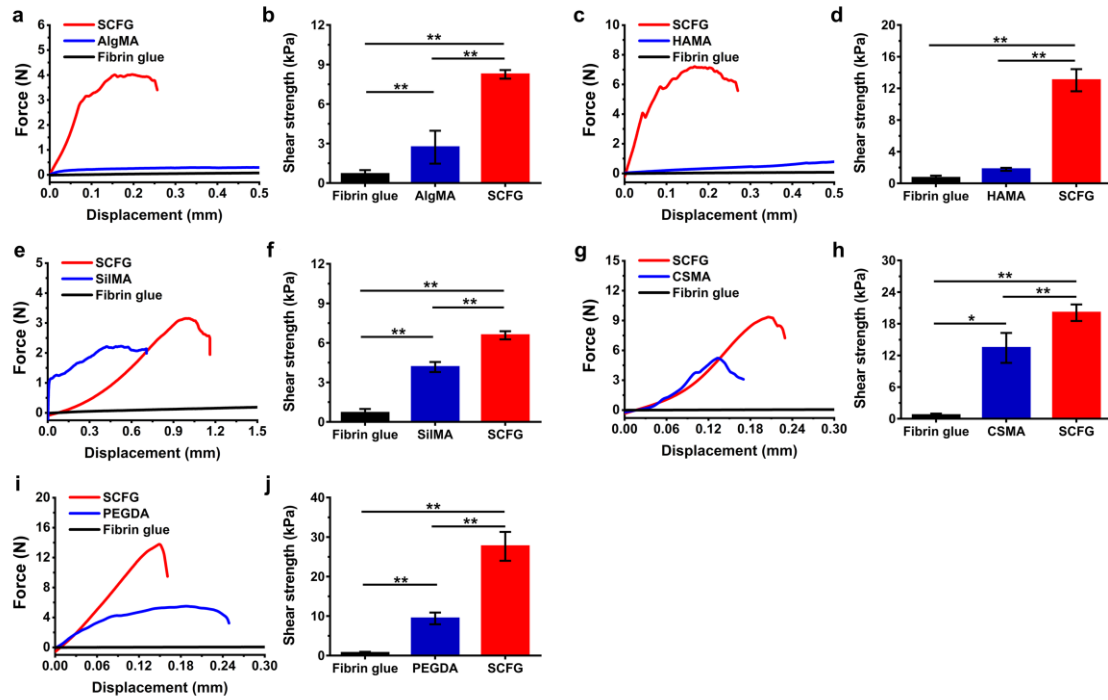 a
SCFG
AlgMA
Fibrin glue
Force (N)
6
5
4
3
2
1
0
0.0 0.1 0.2 0.3 0.4 0.5
Displacement (mm)
b
Shear strength (kPa)
12
9
6
3
0
**
**
**
Fibrin glue AlgMA SCFG
c
SCFG
HAMA
Fibrin glue
Force (N)
10
8
6
4
2
0
0.0 0.1 0.2 0.3 0.4 0.5
Displacement (mm)
d
Shear strength (kPa)
20
16
12
8
4
0
**
**
Fibrin glue HAMA SCFG
e
SCFG
SilMA
Fibrin glue
Force (N)
5
4
3
2
1
0
0.0 0.3 0.6 0.9 1.2 1.5
Displacement (mm)
f
Shear strength (kPa)
12
9
6
3
0
**
**
**
Fibrin glue SilMA SCFG
g
SCFG
CSMA
Fibrin glue
Force (N)
15
12
9
6
3
0
0.00 0.06 0.12 0.18 0.24 0.30
Displacement (mm)
h
Shear strength (kPa)
30
24
18
12
6
0
**
**
*
Fibrin glue CSMA SCFG
i
SCFG
PEGDA
Fibrin glue
Force (N)
20
16
12
8
4
0
0.00 0.06 0.12 0.18 0.24 0.30
Displacement (mm)
j
Shear strength (kPa)
40
30
20
10
0
**
**
**
Fibrin glue PEGDA SCFG